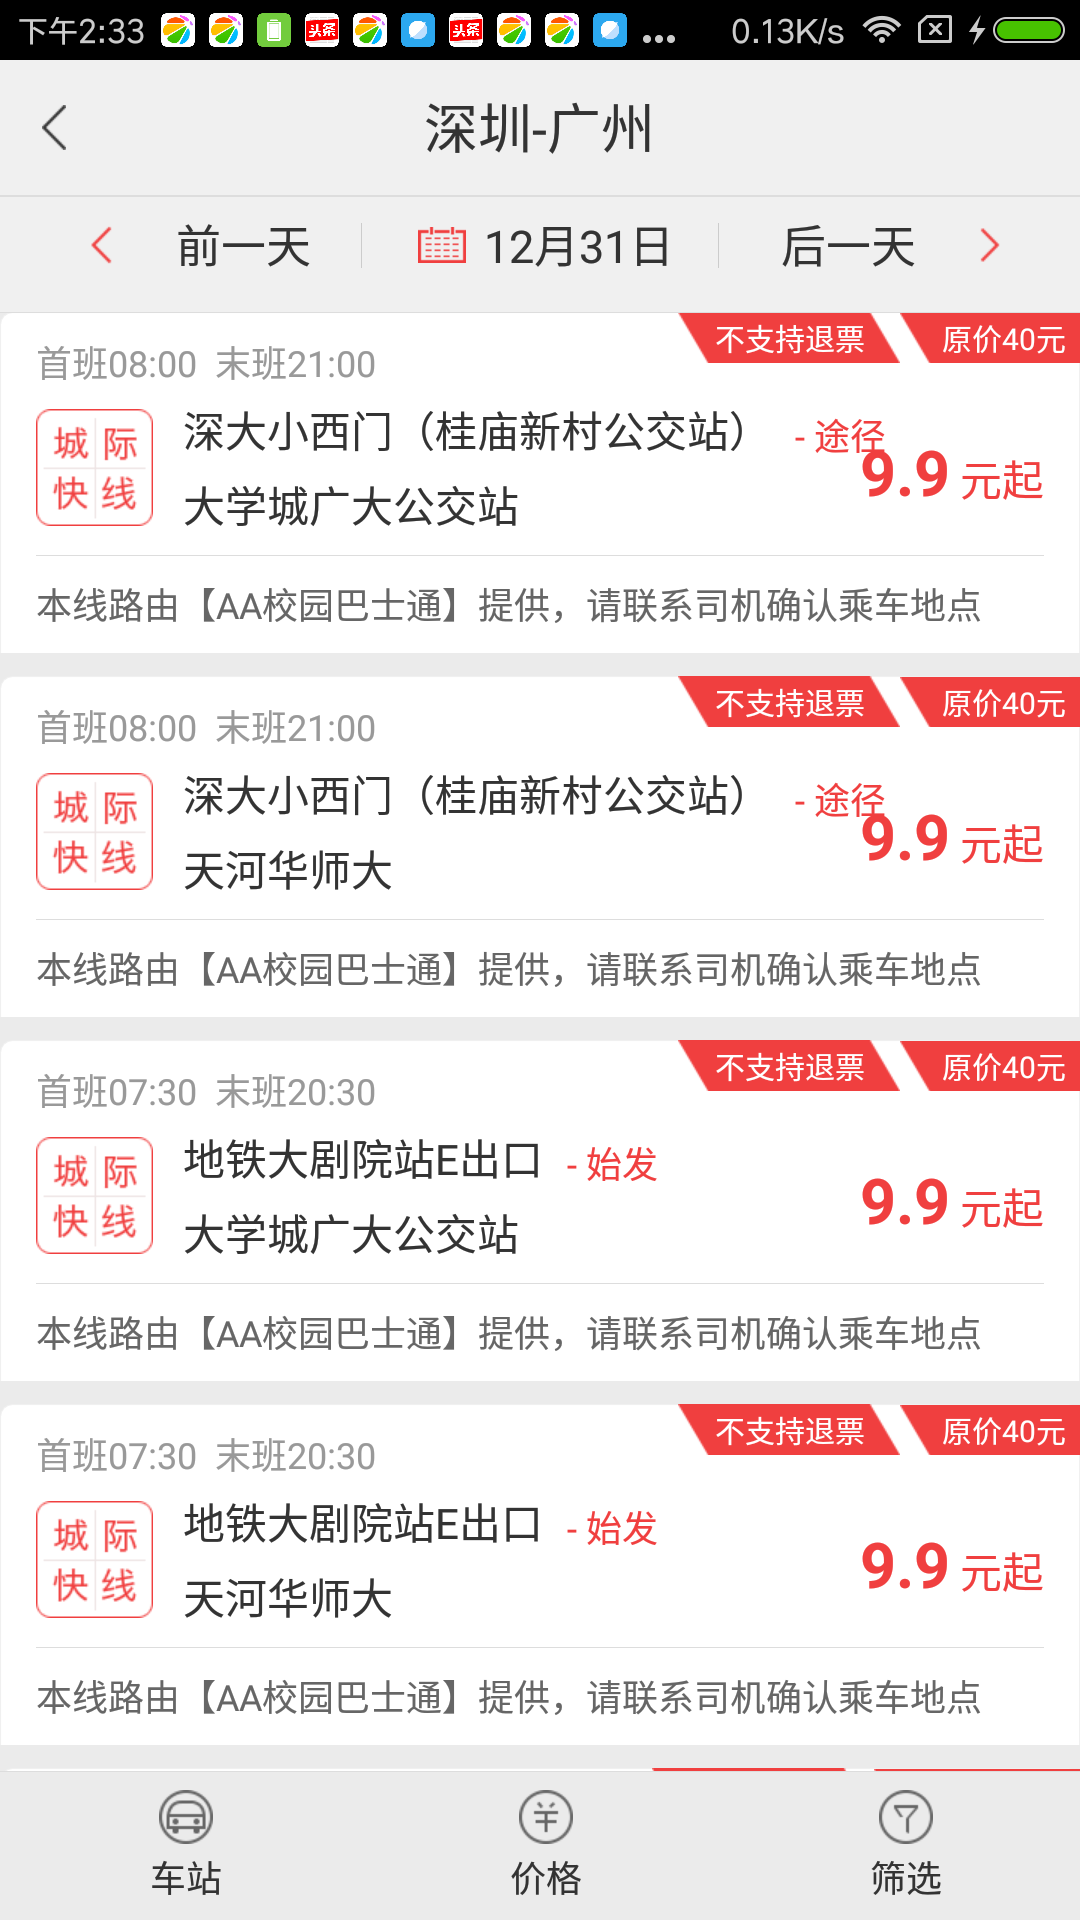 下午2:33 头条 头条 ... 0.13K/s
深圳-广州
前一天 12月31日 后一天
不支持退票 原价40元
首班08:00 末班21:00
城际快线
深大小西门（桂庙新村公交站） - 途径
9.9 元起
大学城广大公交站
本线路由【AA校园巴士通】提供，请联系司机确认乘车地点
不支持退票 原价40元
首班08:00 末班21:00
城际快线
深大小西门（桂庙新村公交站） - 途径
9.9 元起
天河华师大
本线路由【AA校园巴士通】提供，请联系司机确认乘车地点
不支持退票 原价40元
首班07:30 末班20:30
城际快线
地铁大剧院站E出口 - 始发
9.9 元起
大学城广大公交站
本线路由【AA校园巴士通】提供，请联系司机确认乘车地点
不支持退票 原价40元
首班07:30 末班20:30
城际快线
地铁大剧院站E出口 - 始发
9.9 元起
天河华师大
本线路由【AA校园巴士通】提供，请联系司机确认乘车地点
车站 价格 筛选